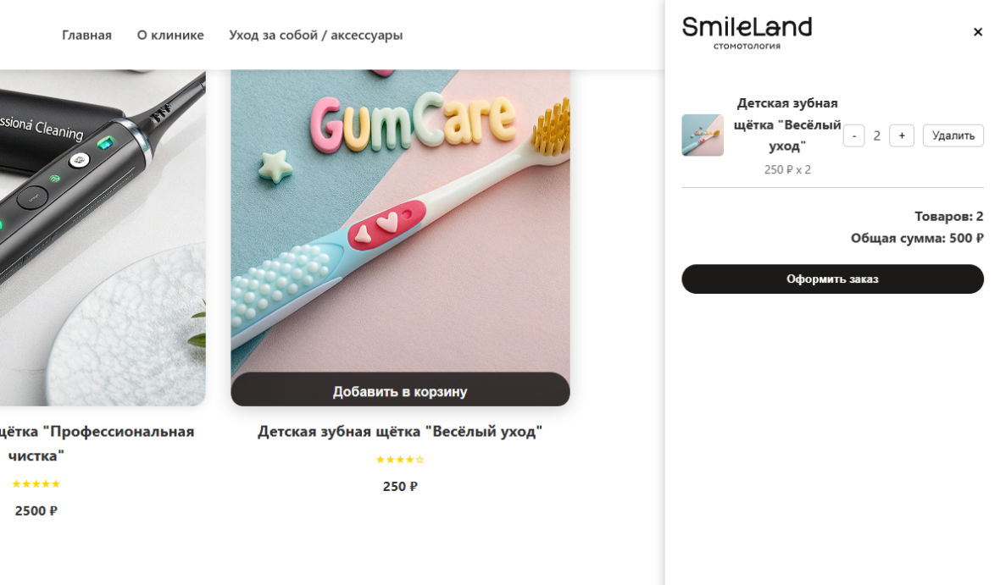 Главная О клинике Уход за собой / аксессуары
ssiona Cleaning
GumCare
Добавить в корзину
щётка "Профессиональная
чистка"
★★★★★
2500 ₽
Детская зубная щётка "Весёлый уход"
★★★★☆
250 ₽
SmileLand
стоматология
×
Детская зубная
щётка "Весёлый
уход"
250 ₽ x 2
- 2 + Удалить
Товаров: 2
Общая сумма: 500 ₽
Оформить заказ